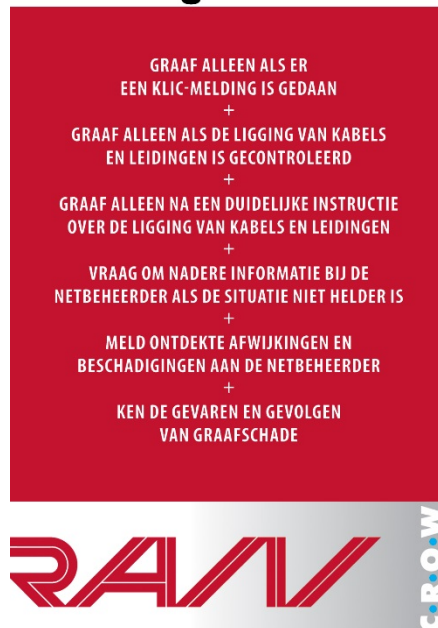 GRAAF ALLEEN ALS ER
EEN KLIC-MELDING IS GEDAAN
+
GRAAF ALLEEN ALS DE LIGGING VAN KABELS
EN LEIDINGEN IS GECONTROLEERD
+
GRAAF ALLEEN NA EEN DUIDELIJKE INSTRUCTIE
OVER DE LIGGING VAN KABELS EN LEIDINGEN
+
VRAAG OM NADERE INFORMATIE BIJ DE
NETBEHEERDER ALS DE SITUATIE NIET HELDER IS
+
MELD ONTDEKTE AFWIJKINGEN EN
BESCHADIGINGEN AAN DE NETBEHEERDER
+
KEN DE GEVAREN EN GEVOLGEN
VAN GRAAFSCHADE
RAW
C.R.O.W